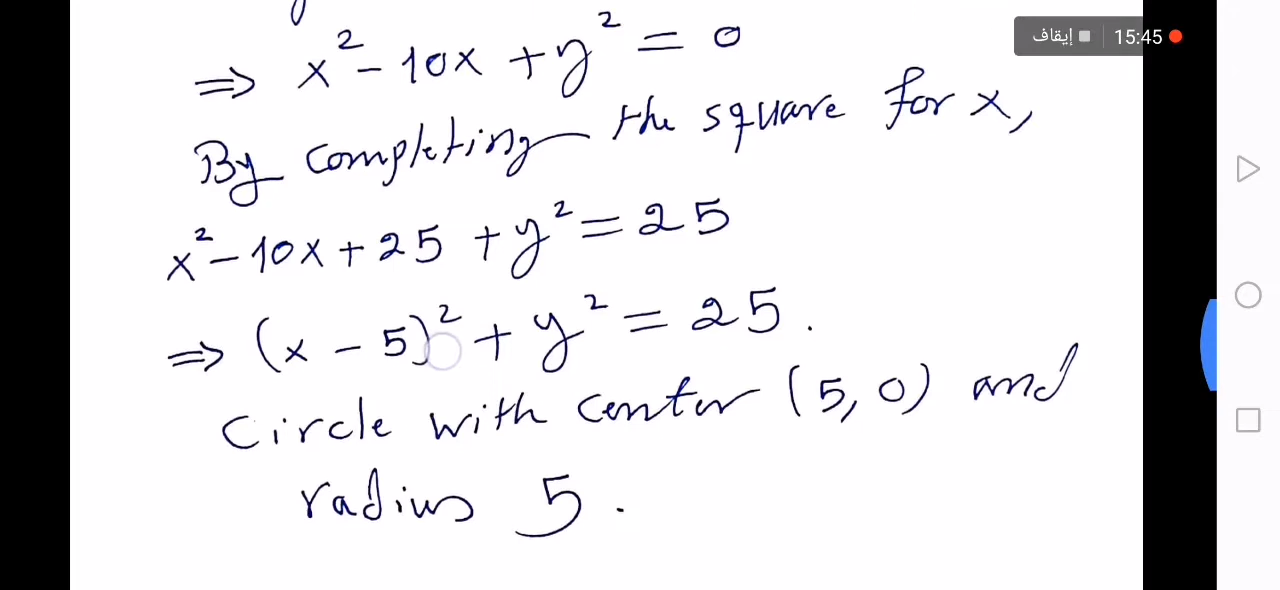 ⇒ x² - 10x + y² = 0
إيقاف 15:45
By completing the square for x,
x² - 10x + 25 + y² = 25
⇒ (x - 5)² + y² = 25.
Circle with center (5, 0) and
radius 5.